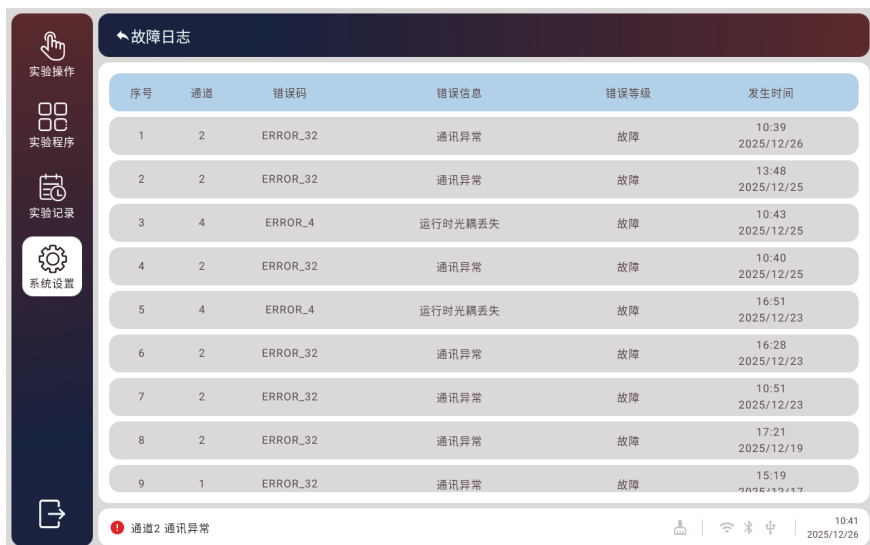 故障日志
实验操作
实验程序
实验记录
系统设置
序号 通道 错误码 错误信息 错误等级 发生时间
1 2 ERROR_32 通讯异常 故障 10:39 2025/12/26
2 2 ERROR_32 通讯异常 故障 13:48 2025/12/25
3 4 ERROR_4 运行时光耦丢失 故障 10:43 2025/12/25
4 2 ERROR_32 通讯异常 故障 10:40 2025/12/25
5 4 ERROR_4 运行时光耦丢失 故障 16:51 2025/12/23
6 2 ERROR_32 通讯异常 故障 16:28 2025/12/23
7 2 ERROR_32 通讯异常 故障 10:51 2025/12/23
8 2 ERROR_32 通讯异常 故障 17:21 2025/12/19
9 1 ERROR_32 通讯异常 故障 15:19 2025/12/17
通道2 通讯异常
10:41
2025/12/26